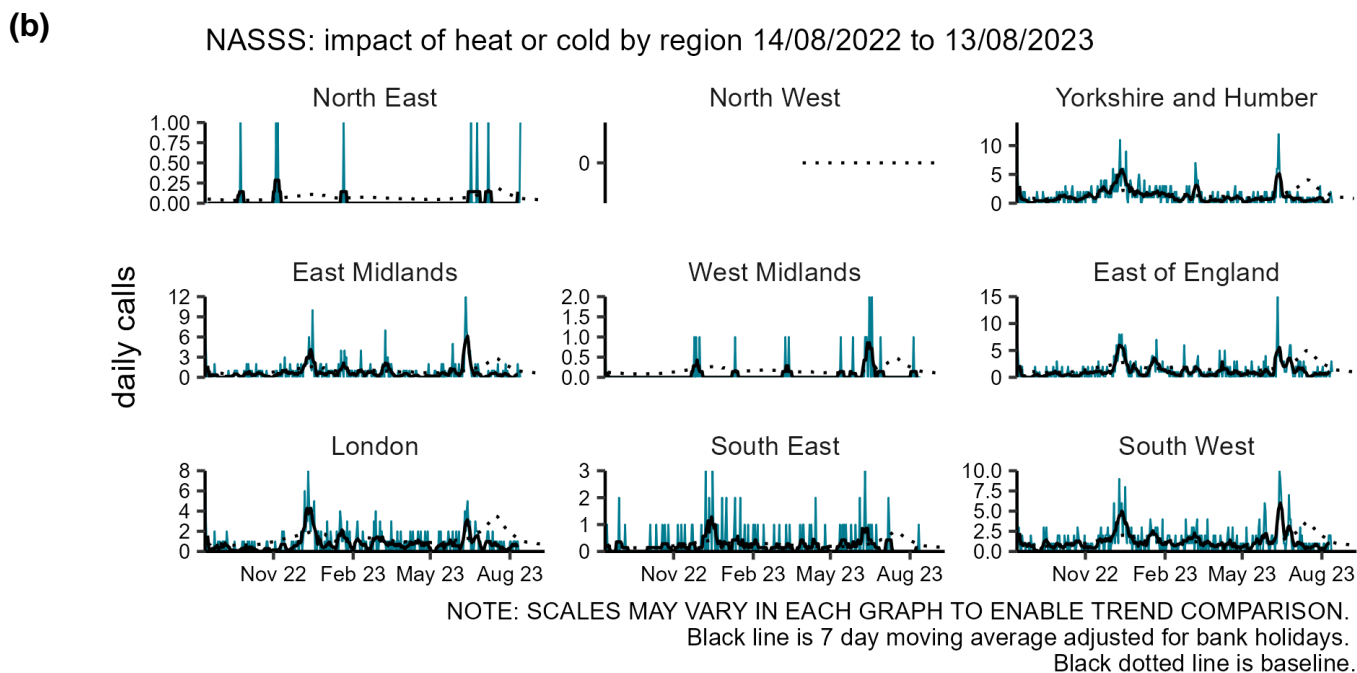 (b)
NASSS: impact of heat or cold by region 14/08/2022 to 13/08/2023
daily calls
North East
1.00
0.75
0.50
0.25
0.00
North West
0
Yorkshire and Humber
10
5
0
East Midlands
12
9
6
3
0
West Midlands
2.0
1.5
1.0
0.5
0.0
East of England
15
10
5
0
London
8
6
4
2
0
Nov 22 Feb 23 May 23 Aug 23
South East
3
2
1
0
Nov 22 Feb 23 May 23 Aug 23
South West
10.0
7.5
5.0
2.5
0.0
Nov 22 Feb 23 May 23 Aug 23
NOTE: SCALES MAY VARY IN EACH GRAPH TO ENABLE TREND COMPARISON.
Black line is 7 day moving average adjusted for bank holidays.
Black dotted line is baseline.